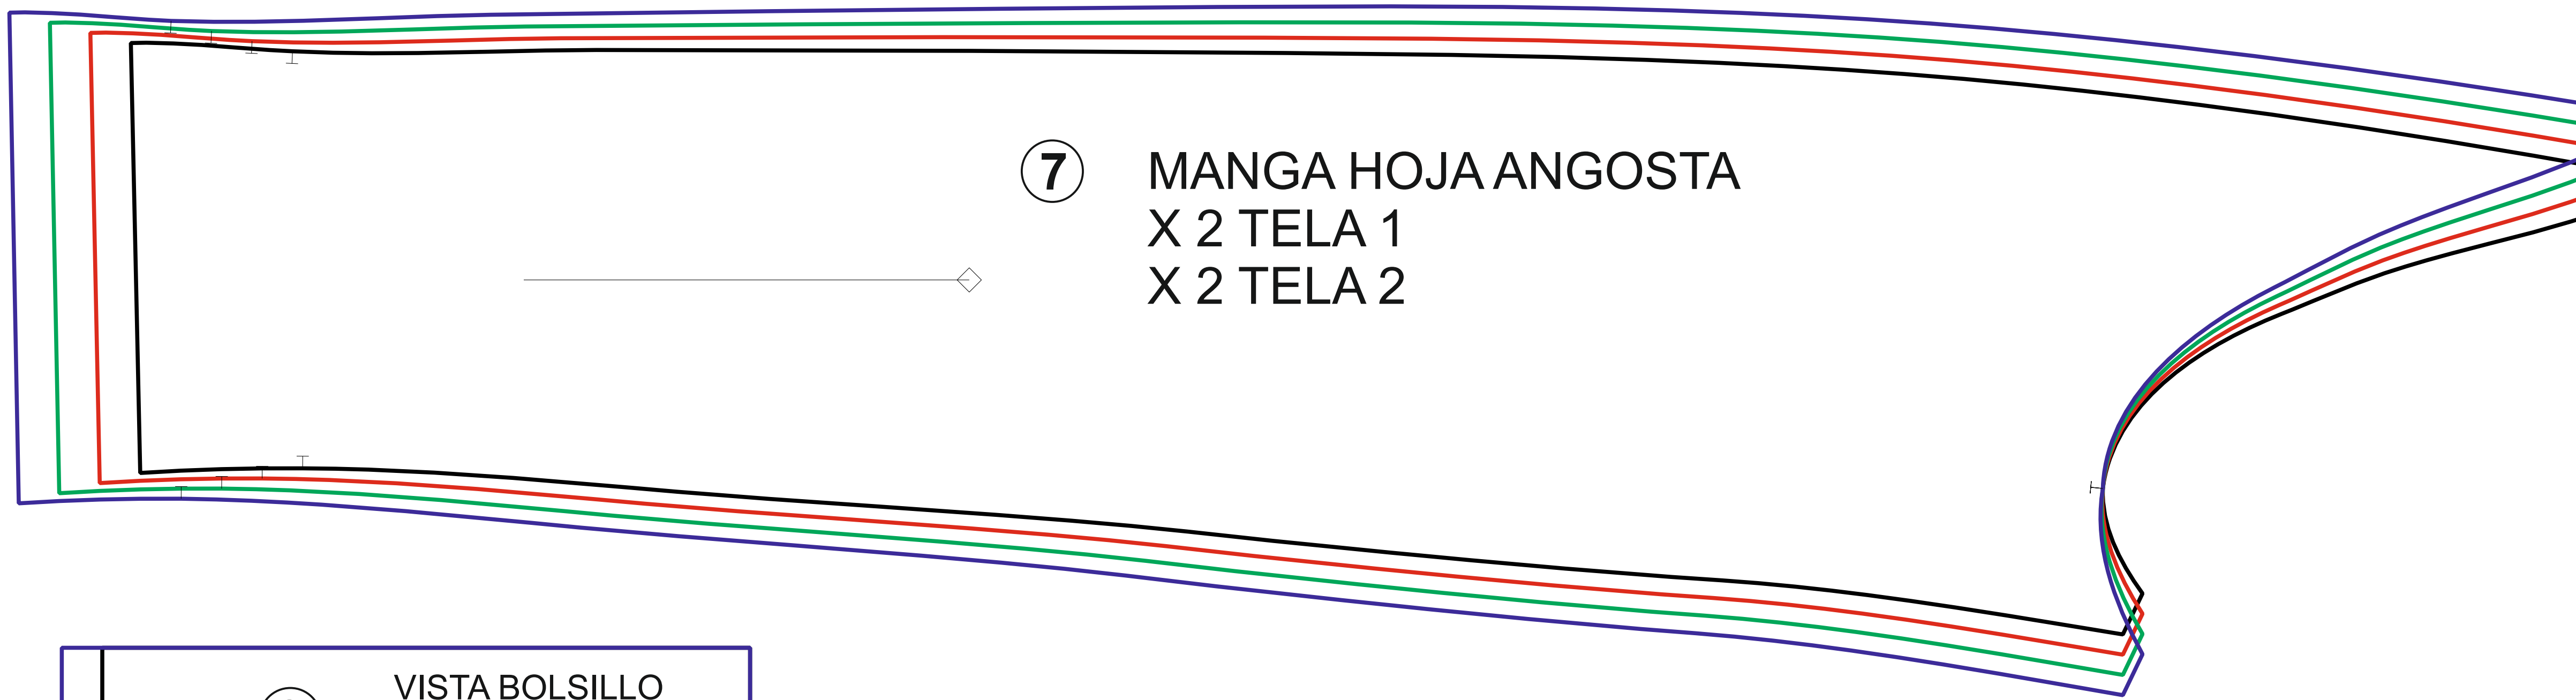 7 MANGA HOJA ANGOSTA
X 2 TELA 1
X 2 TELA 2
VISTA BOLSILLO